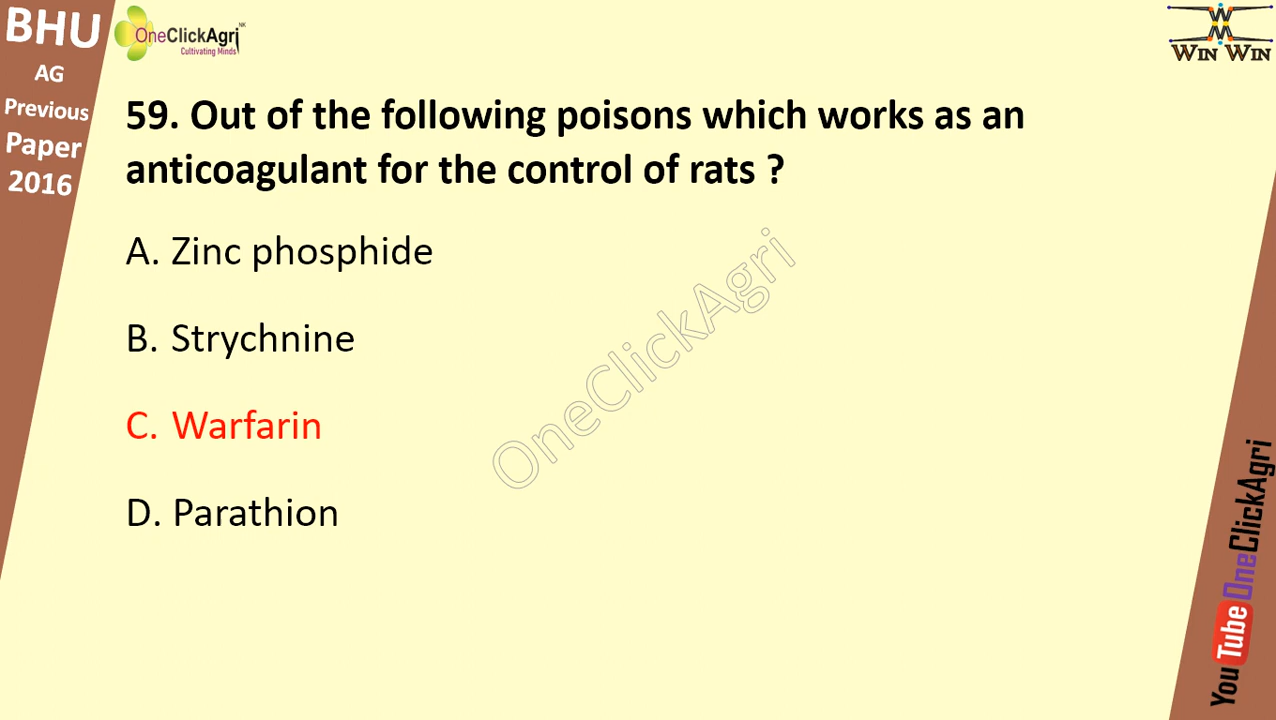 BHU
AG
Previous
Paper
2016
OneClickAgri NK
Cultivating Minds
WIN WIN
59. Out of the following poisons which works as an
anticoagulant for the control of rats ?
A. Zinc phosphide
B. Strychnine
C. Warfarin
D. Parathion
OneClickAgri
YouTube OneClickAgri